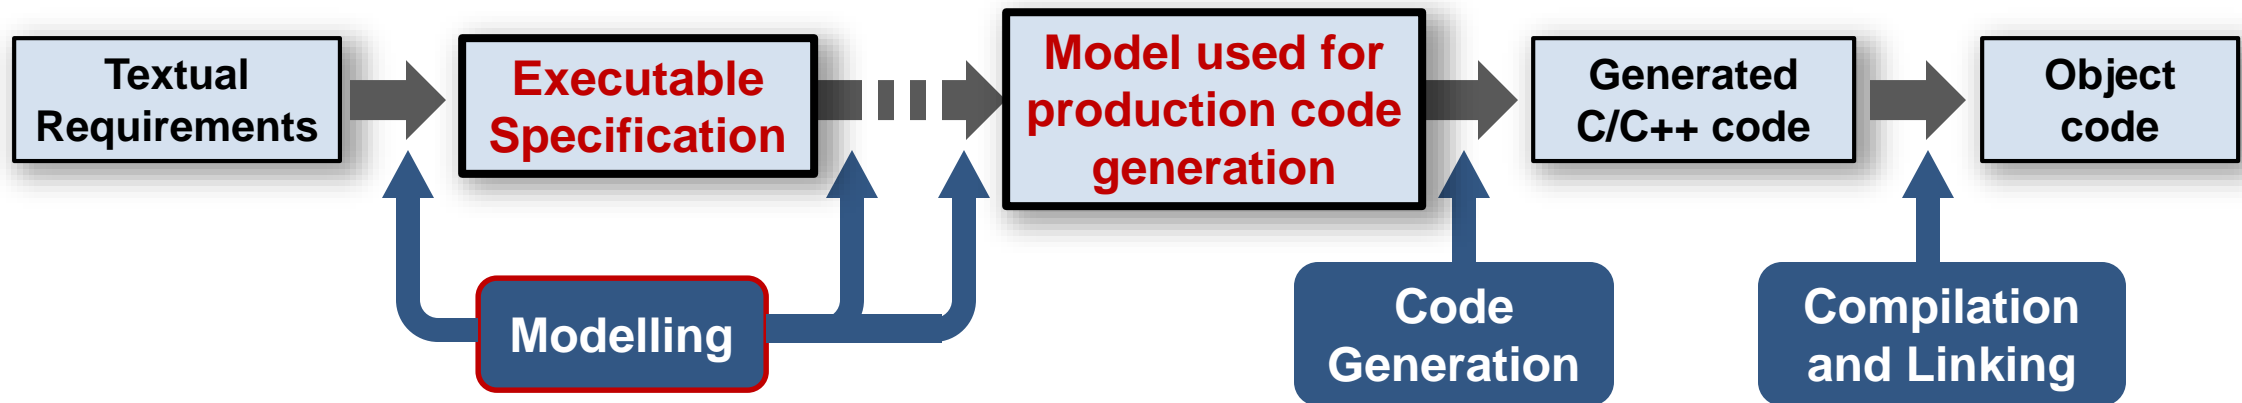 Textual
Requirements
Executable
Specification
Model used for
production code
generation
Generated
C/C++ code
Object
code
Modelling
Code
Generation
Compilation
and Linking